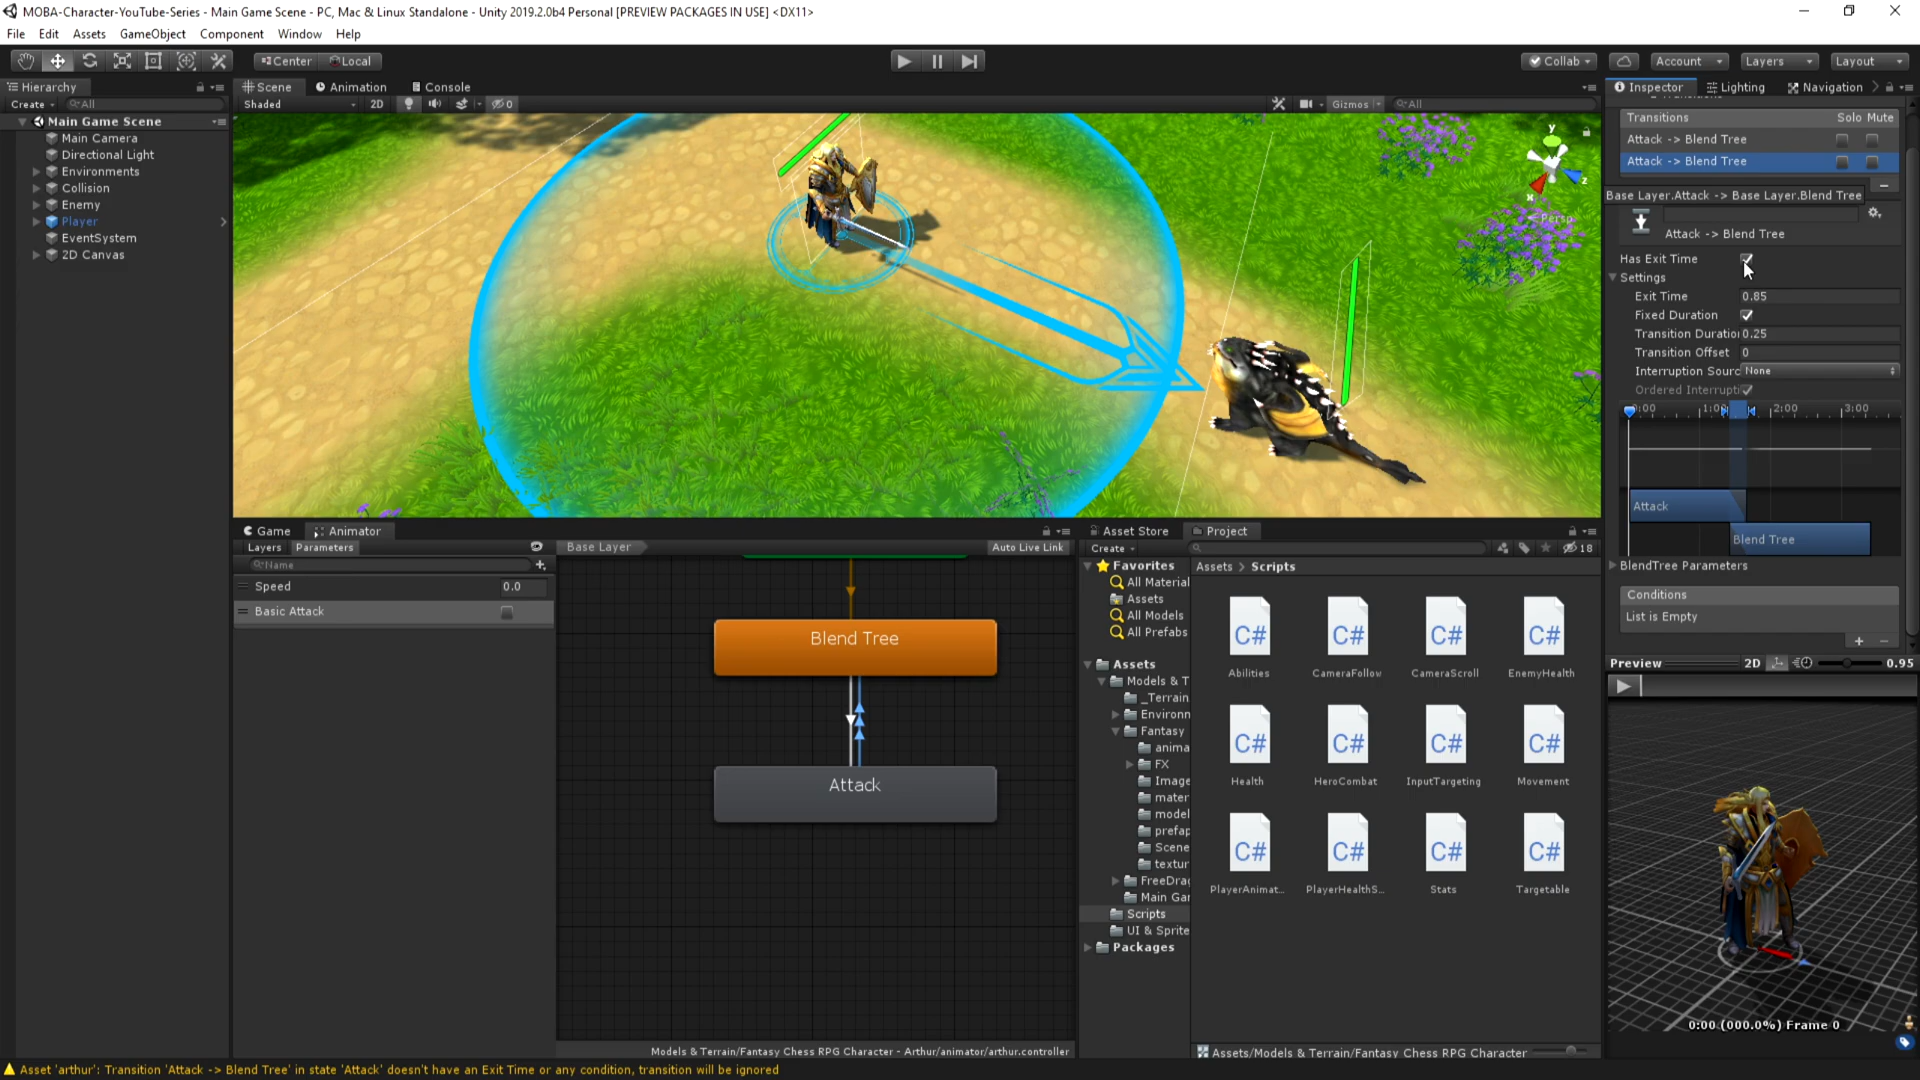 MOBA-Character-YouTube-Series - Main Game Scene - PC, Mac & Linux Standalone - Unity 2019.2.0b4 Personal [PREVIEW PACKAGES IN USE] <DX11>
File Edit Assets GameObject Component Window Help
Center Local Collab Account Layers Layout
Hierarchy
Create All
Main Game Scene
Main Camera
Directional Light
Environments
Collision
Enemy
Player
EventSystem
2D Canvas
Scene Animation Console
Shaded 2D 0 Gizmos All
y
z
x
Persp
Game Animator
Layers Parameters Base Layer Auto Live Link
Name
Speed 0.0
Basic Attack
Blend Tree
Attack
Models & Terrain/Fantasy Chess RPG Character - Arthur/animator/arthur.controller
Asset Store Project
Create 18
Favorites
All Material
Assets
All Models
All Prefabs
Assets
Models & T
_Terrain
Environn
Fantasy
anima
FX
Image
mater
model
prefap
Scene
textur
FreeDrag
Main Gar
Scripts
UI & Sprite
Packages
Assets > Scripts
C# C# C# C#
Abilities CameraFollow CameraScroll EnemyHealth
C# C# C# C#
Health HeroCombat InputTargeting Movement
C# C# C# C#
PlayerAnimat... PlayerHealthS... Stats Targetable
Assets/Models & Terrain/Fantasy Chess RPG Character
Inspector Lighting Navigation
Transitions Solo Mute
Attack -> Blend Tree
Attack -> Blend Tree
Base Layer.Attack -> Base Layer.Blend Tree
Attack -> Blend Tree
Has Exit Time
Settings
Exit Time 0.85
Fixed Duration
Transition Duratio 0.25
Transition Offset 0
Interruption Sourc None
Ordered Interrupti
0:00 1:00 2:00 3:00
Attack
Blend Tree
BlendTree Parameters
Conditions
List is Empty
Preview 2D 0.95
0:00 (000.0%) Frame 0
Asset 'arthur': Transition 'Attack -> Blend Tree' in state 'Attack' doesn't have an Exit Time or any condition, transition will be ignored